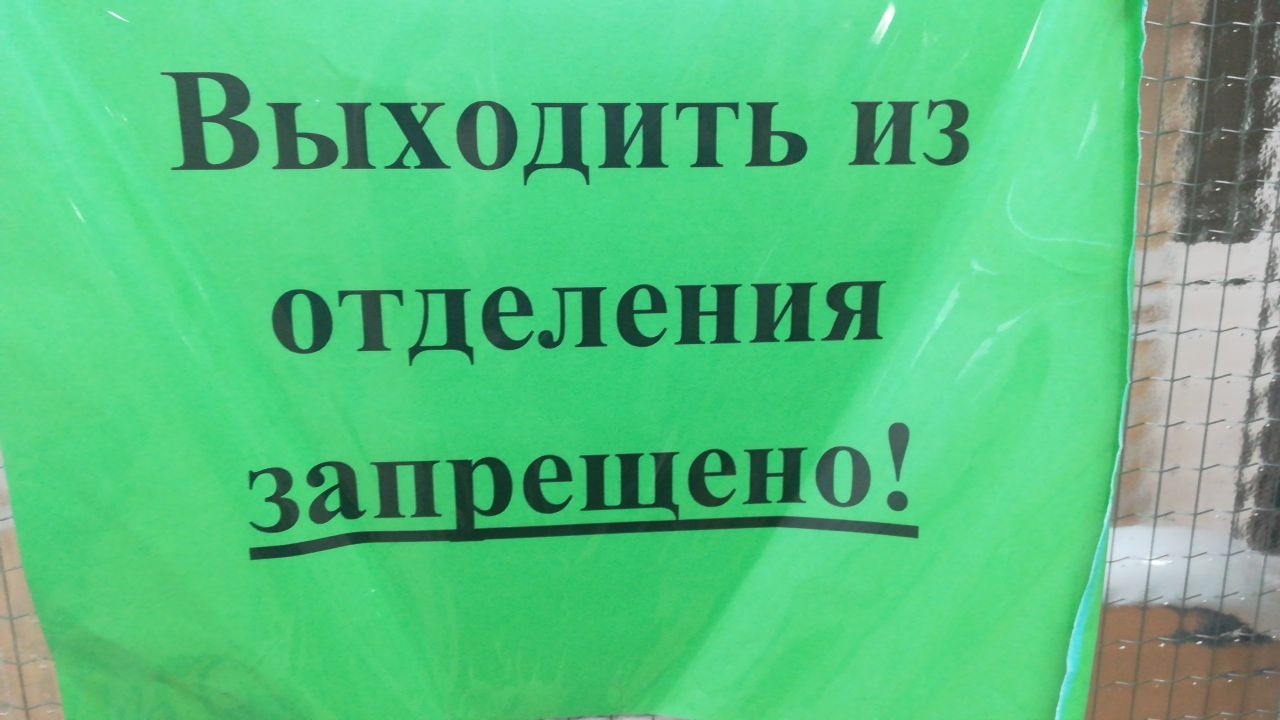 Выходить из
отделения
запрещено!